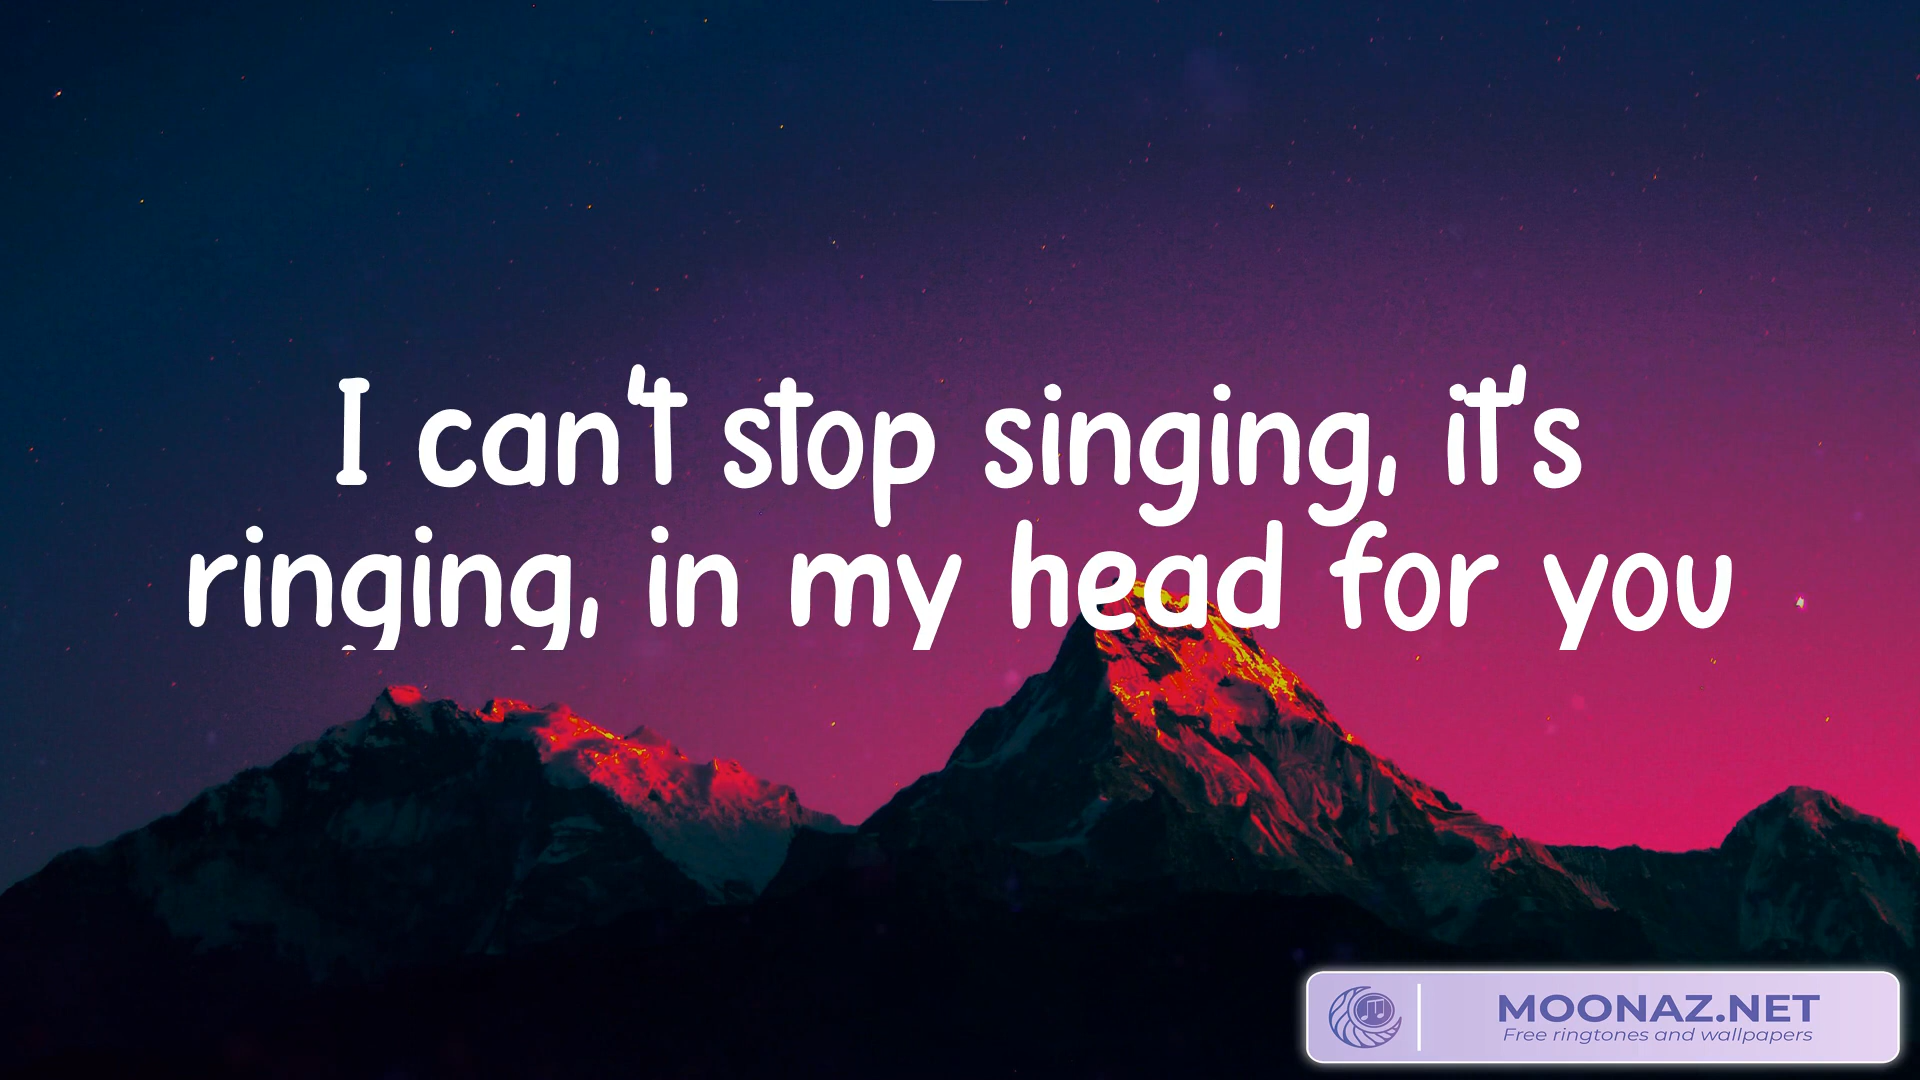 I can't stop singing, it's
ringing, in my head for you
MOONAZ.NET
Free ringtones and wallpapers